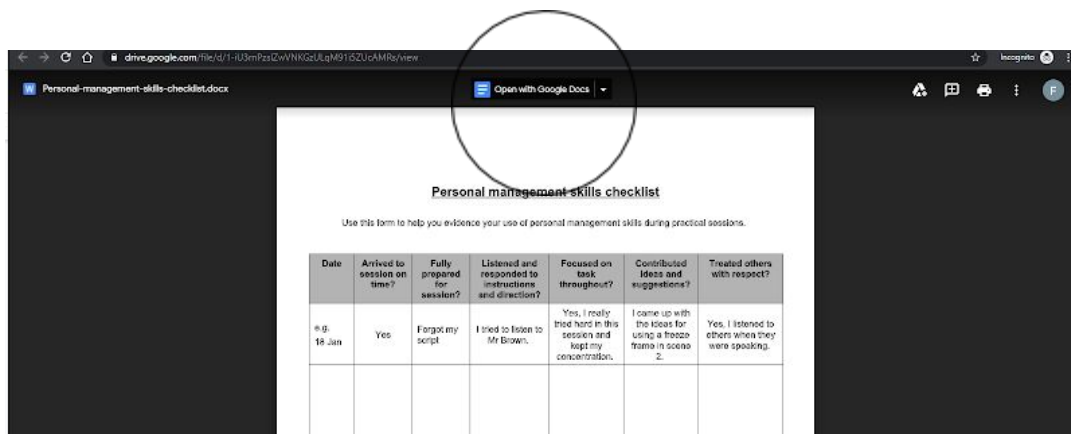 drive.google.com/file/d/1-iU3mPzslZwVNKGzULqM91i5ZUcAMRs/view
Incognito
W Personal-management-skills-checklist.docx
Open with Google Docs
F
Personal management skills checklist
Use this form to help you evidence your use of personal management skills during practical sessions.
Date
Arrived to
session on
time?
Fully
prepared
for
session?
Listened and
responded to
instructions
and direction?
Focused on
task
throughout?
Contributed
ideas and
suggestions?
Treated others
with respect?
e.g.
18 Jan
Yes
Forgot my
script
I tried to listen to
Mr Brown.
Yes, I really
tried hard in this
session and
kept my
concentration.
I came up with
the ideas for
using a freeze
frame in scene
2.
Yes, I listened to
others when they
were speaking.